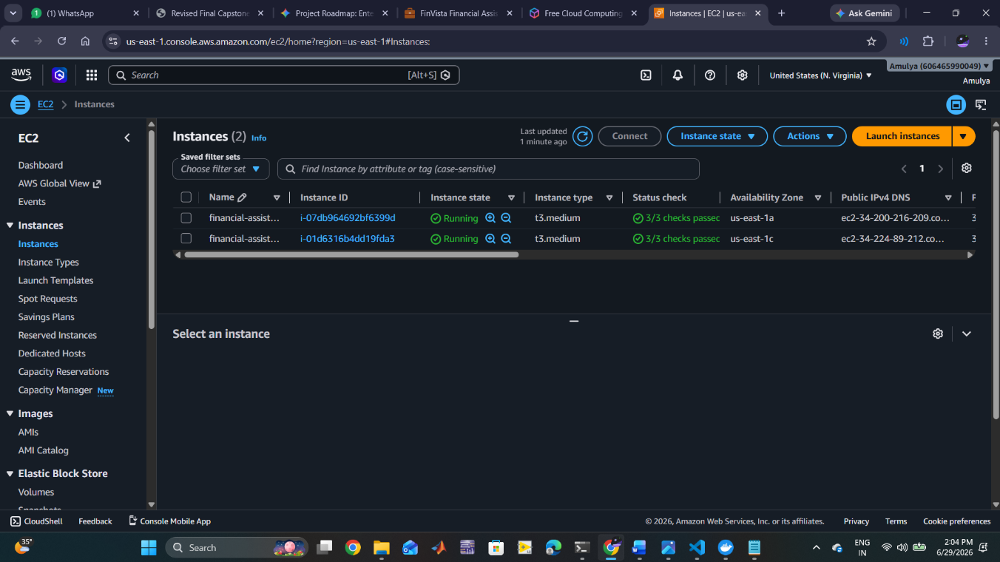 (1) WhatsApp
Revised Final Capstone
Project Roadmap: Ente
FinVista Financial Assis
Free Cloud Computing
Instances | EC2 | us-ea
Ask Gemini
us-east-1.console.aws.amazon.com/ec2/home?region=us-east-1#Instances:
aws
Search
[Alt+S]
United States (N. Virginia)
Amulya (606465990049)
Amulya
EC2
Instances
EC2
Dashboard
AWS Global View
Events
Instances
Instances
Instance Types
Launch Templates
Spot Requests
Savings Plans
Reserved Instances
Dedicated Hosts
Capacity Reservations
Capacity Manager New
Images
AMIs
AMI Catalog
Elastic Block Store
Volumes
Snapshots
Instances (2) Info
Last updated
1 minute ago
Connect
Instance state
Actions
Launch instances
Saved filter sets
Choose filter set
Find Instance by attribute or tag (case-sensitive)
1
Name Instance ID Instance state Instance type Status check Availability Zone Public IPv4 DNS P
financial-assist... i-07db964692bf6399d Running t3.medium 3/3 checks passed us-east-1a ec2-34-200-216-209.co... 3
financial-assist... i-01d6316b4dd19fda3 Running t3.medium 3/3 checks passed us-east-1c ec2-34-224-89-212.co... 3
Select an instance
CloudShell
Feedback
Console Mobile App
© 2026, Amazon Web Services, Inc. or its affiliates.
Privacy
Terms
Cookie preferences
35°
Search
ENG
IN
2:04 PM
6/29/2026